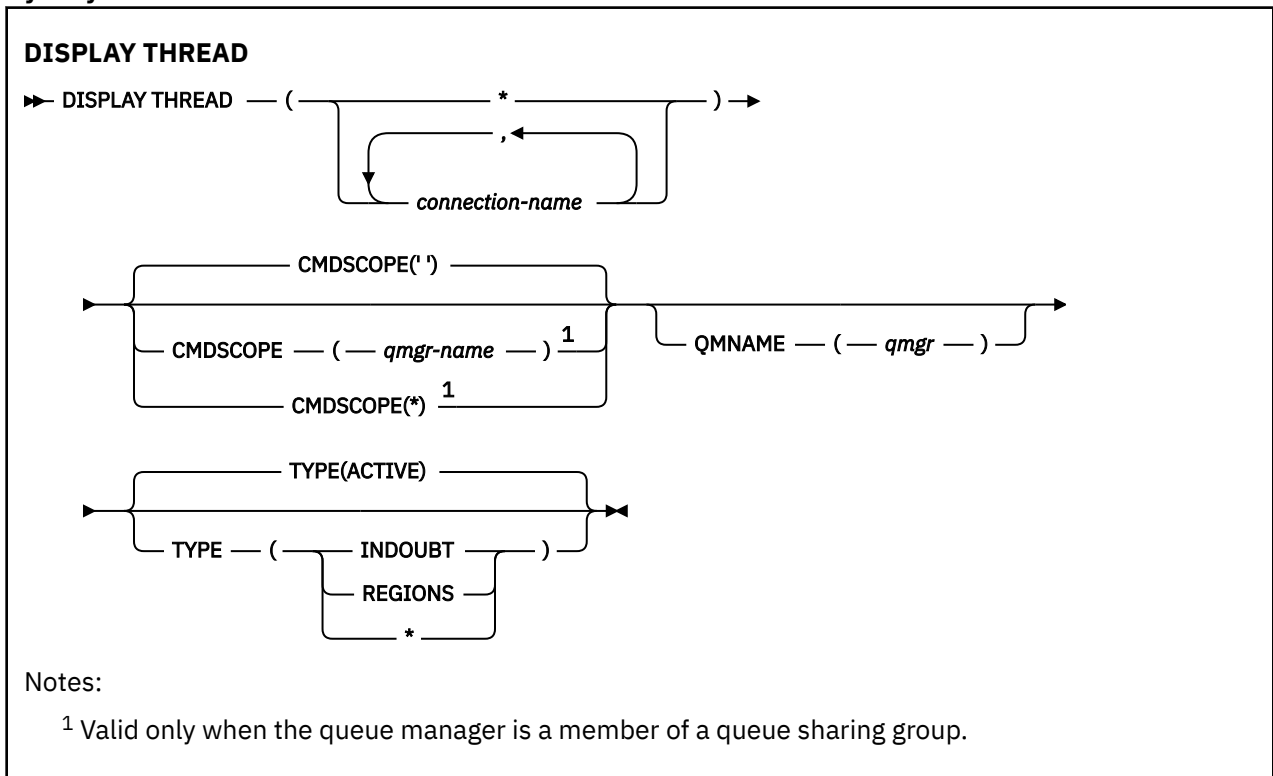 DISPLAY THREAD
DISPLAY THREAD ( * )
,
connection-name
CMDSCOPE(' ')
CMDSCOPE ( qmgr-name ) 1
QMNAME ( qmgr )
CMDSCOPE(*) 1
TYPE(ACTIVE)
TYPE ( INDOUBT )
REGIONS
*
Notes:
1 Valid only when the queue manager is a member of a queue sharing group.